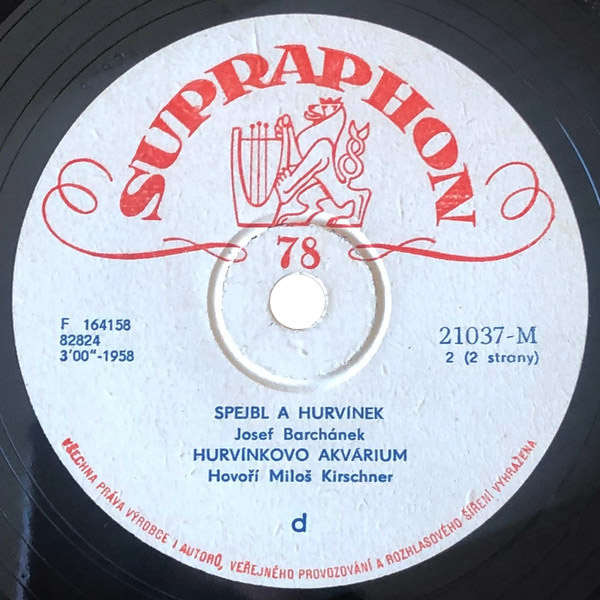 SUPRAPHON
78
F 164158
82824
3'00"-1958
21037-M
2 (2 strany)
SPEJBL A HURVÍNEK
Josef Barchánek
HURVÍNKOVO AKVÁRIUM
Hovoří Miloš Kirschner
d
VŠECHNA PRÁVA VÝROBCE I AUTORŮ, VEŘEJNÉHO PROVOZOVÁNÍ A ROZHLASOVÉHO ŠÍŘENÍ VYHRAŽENA